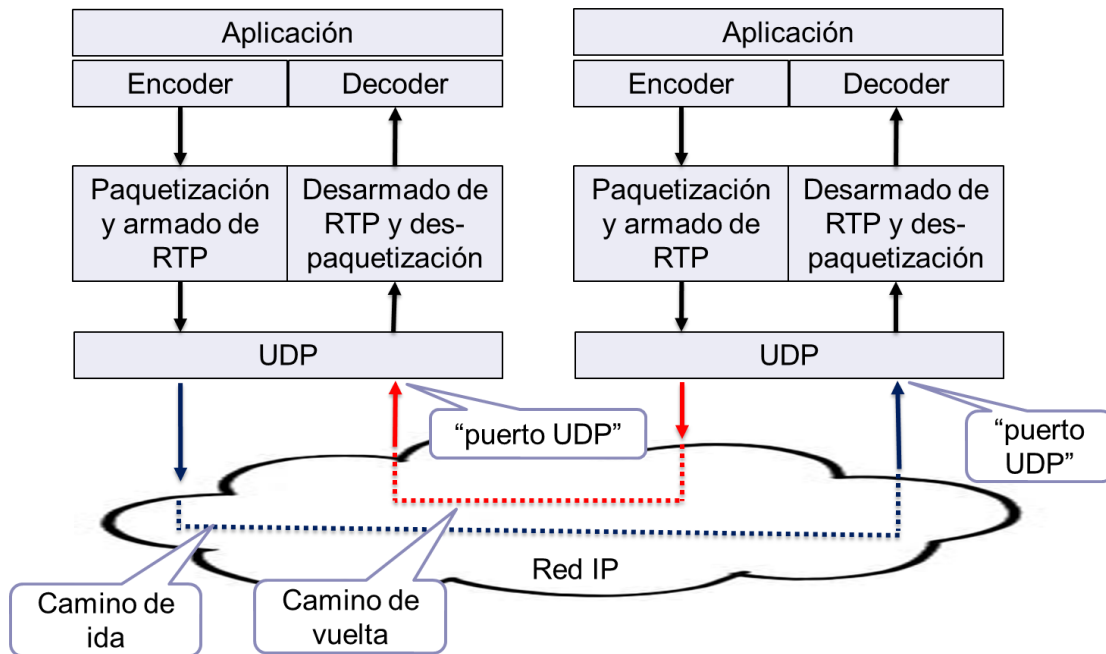 Aplicación
Encoder
Decoder
Paquetización
y armado de
RTP
Desarmado de
RTP y des-
paquetización
UDP
Aplicación
Encoder
Decoder
Paquetización
y armado de
RTP
Desarmado de
RTP y des-
paquetización
UDP
“puerto UDP”
“puerto
UDP”
Red IP
Camino de
ida
Camino de
vuelta